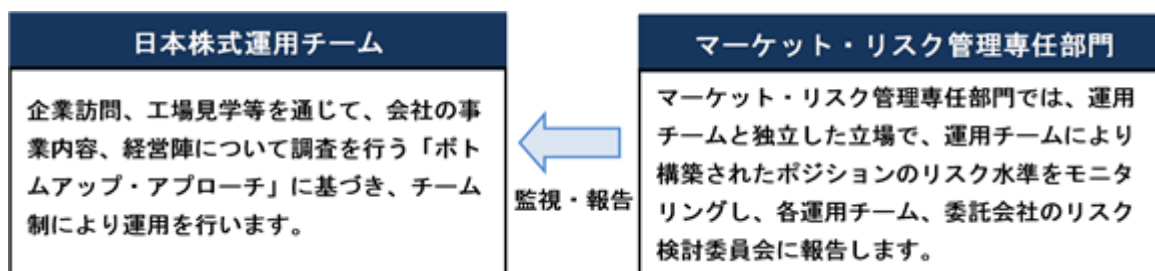 日本株式運用チーム
企業訪問、工場見学等を通じて、会社の事
業内容、経営陣について調査を行う「ボト
ムアップ・アプローチ」に基づき、チーム
制により運用を行います。
監視・報告
マーケット・リスク管理専任部門
マーケット・リスク管理専任部門では、運用
チームと独立した立場で、運用チームにより
構築されたポジションのリスク水準をモニタ
リングし、各運用チーム、委託会社のリスク
検討委員会に報告します。